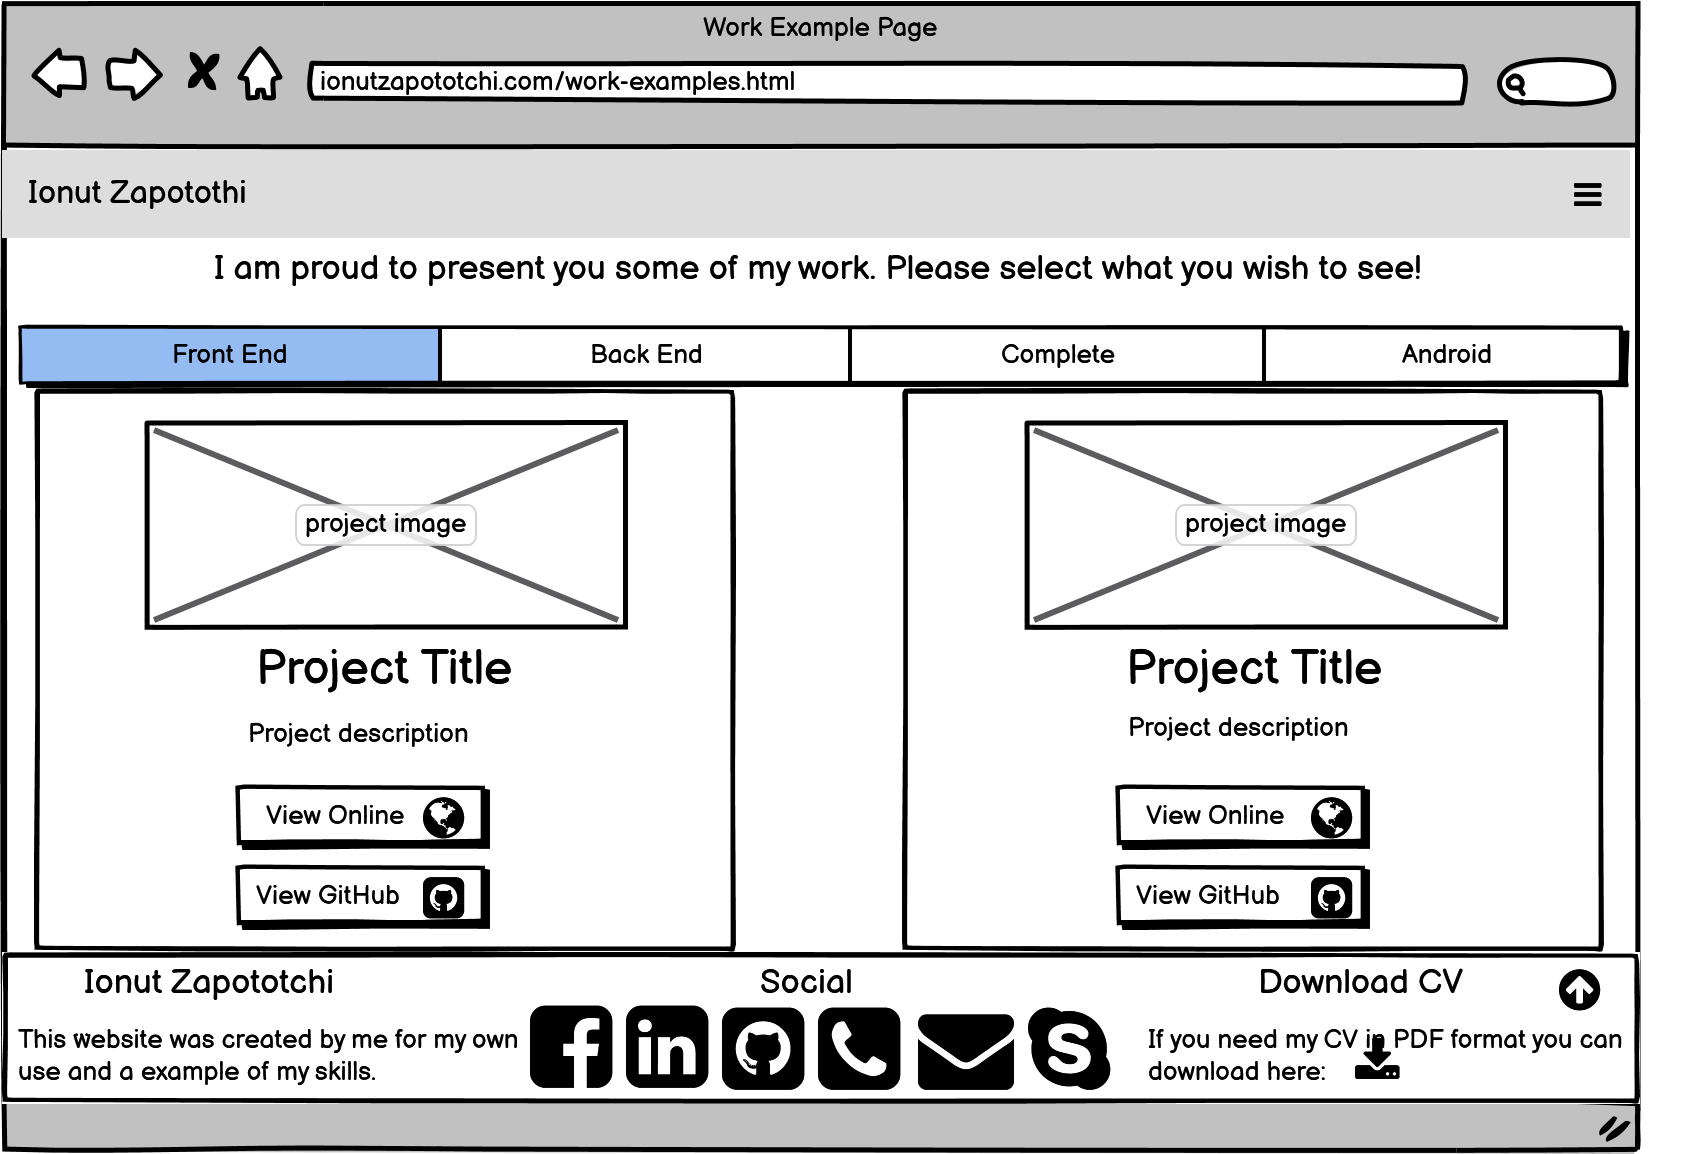 Work Example Page
ionutzapototchi.com/work-examples.html
Ionut Zapotothi
I am proud to present you some of my work. Please select what you wish to see!
Front End
Back End
Complete
Android
project image
Project Title
Project description
View Online
View GitHub
project image
Project Title
Project description
View Online
View GitHub
Ionut Zapototchi
This website was created by me for my own
use and a example of my skills.
Social
Download CV
If you need my CV in PDF format you can
download here: